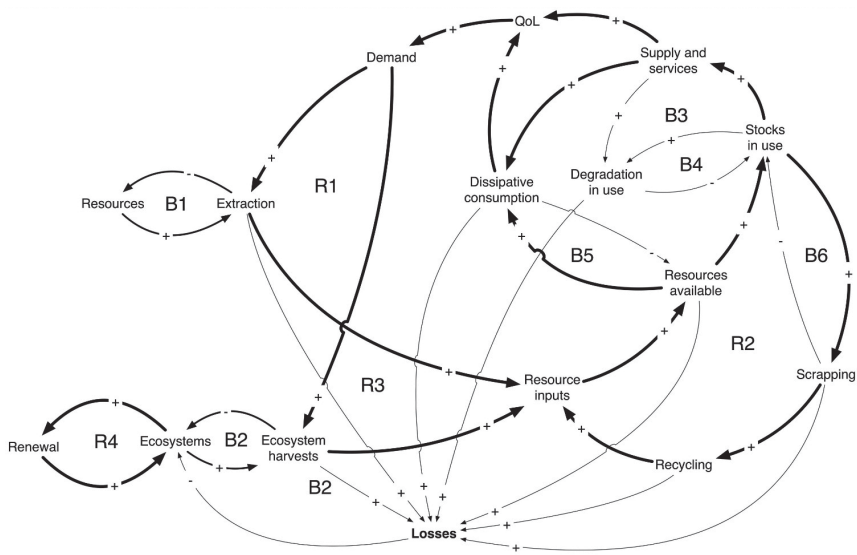 QoL
+
+
Demand
Supply and
services
+
+
+
+
B3
Stocks
in use
+
+
B4
-
Resources
-
B1
+
Extraction
R1
Dissipative
consumption
Degradation
in use
+
B5
-
Resources
available
+
-
B6
+
R2
+
+
Resource
inputs
Scrapping
R3
+
+
Renewal
+
R4
+
Ecosystems
-
B2
+
Ecosystem
harvests
+
+
Recycling
+
B2
-
+
+
+
+
+
+
+
Losses